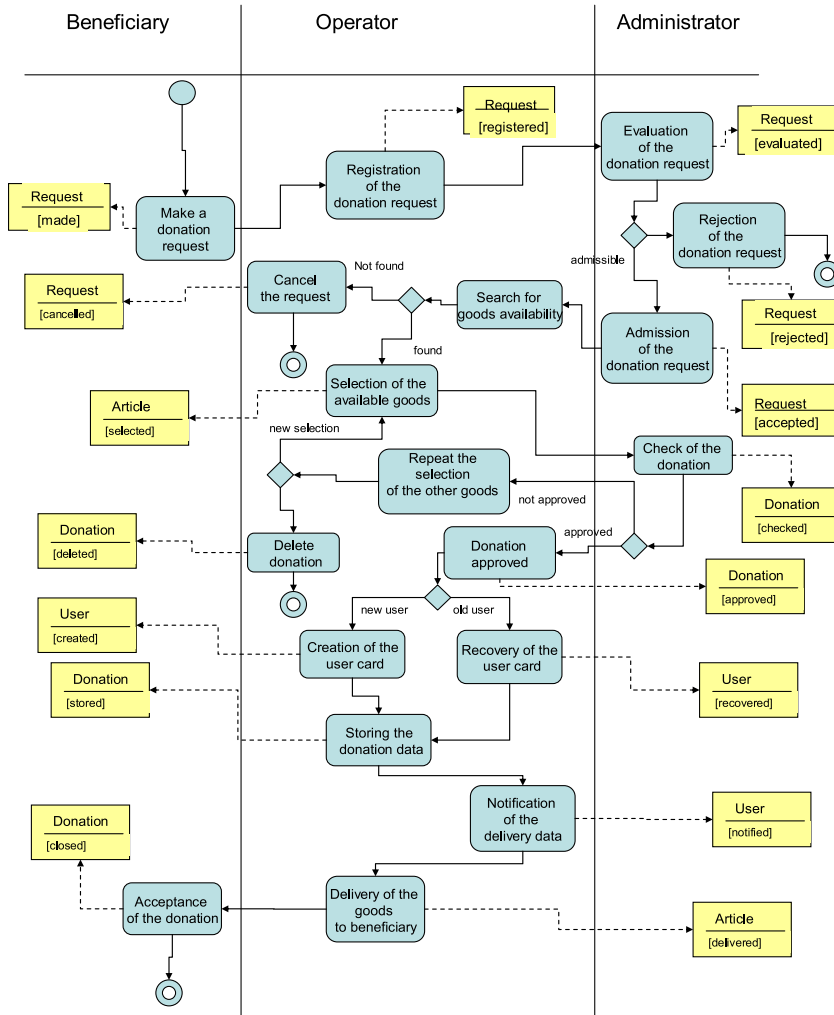 Beneficiary
Operator
Administrator
Request
[registered]
Evaluation
of the
donation request
Request
[evaluated]
Registration
of the
donation request
Request
[made]
Make a
donation
request
Rejection
of the
donation request
admissible
Not found
Cancel
the request
Request
[cancelled]
Search for
goods availability
Request
[rejected]
Admission
of the
donation request
found
Selection of the
available goods
Article
[selected]
Request
[accepted]
new selection
Check of the
donation
Repeat the
selection
of the other goods
not approved
Donation
[checked]
Donation
[deleted]
Delete
donation
approved
Donation
approved
Donation
[approved]
User
[created]
new user
old user
Creation of the
user card
Recovery of the
user card
Donation
[stored]
User
[recovered]
Storing the
donation data
Notification
of the
delivery data
User
[notified]
Donation
[closed]
Acceptance
of the donation
Delivery of the
goods
to beneficiary
Article
[delivered]